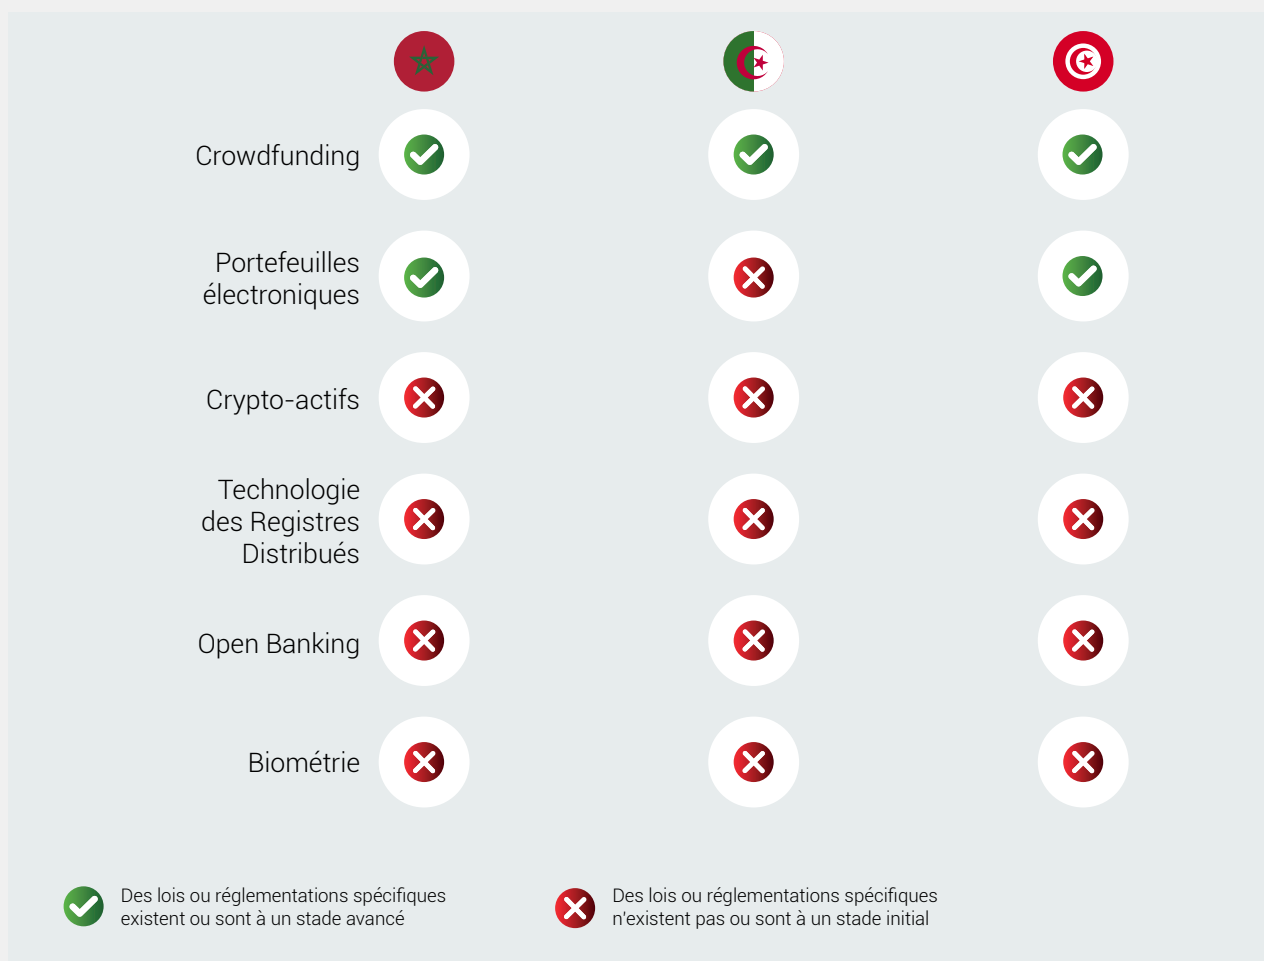 Crowdfunding
Portefeuilles
électroniques
Crypto-actifs
Technologie
des Registres
Distribués
Open Banking
Biométrie
Des lois ou réglementations spécifiques
existent ou sont à un stade avancé
Des lois ou réglementations spécifiques
n'existent pas ou sont à un stade initial